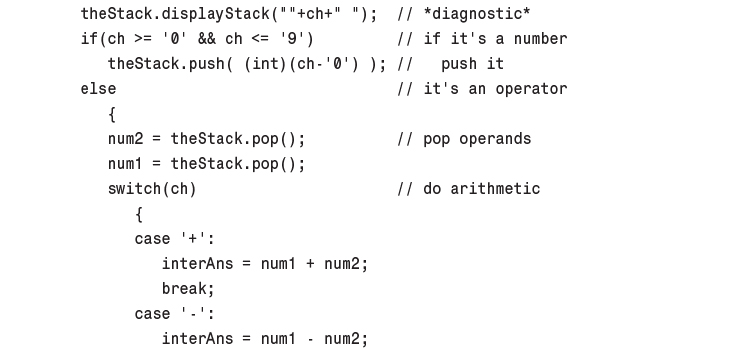 theStack.displayStack(""+ch+" ");  // *diagnostic*
if(ch >= '0' && ch <= '9')         // if it's a number
   theStack.push( (int)(ch-'0') ); //   push it
else                               // it's an operator
   {
   num2 = theStack.pop();          // pop operands
   num1 = theStack.pop();
   switch(ch)                      // do arithmetic
      {
      case '+':
         interAns = num1 + num2;
         break;
      case '-':
         interAns = num1 - num2;